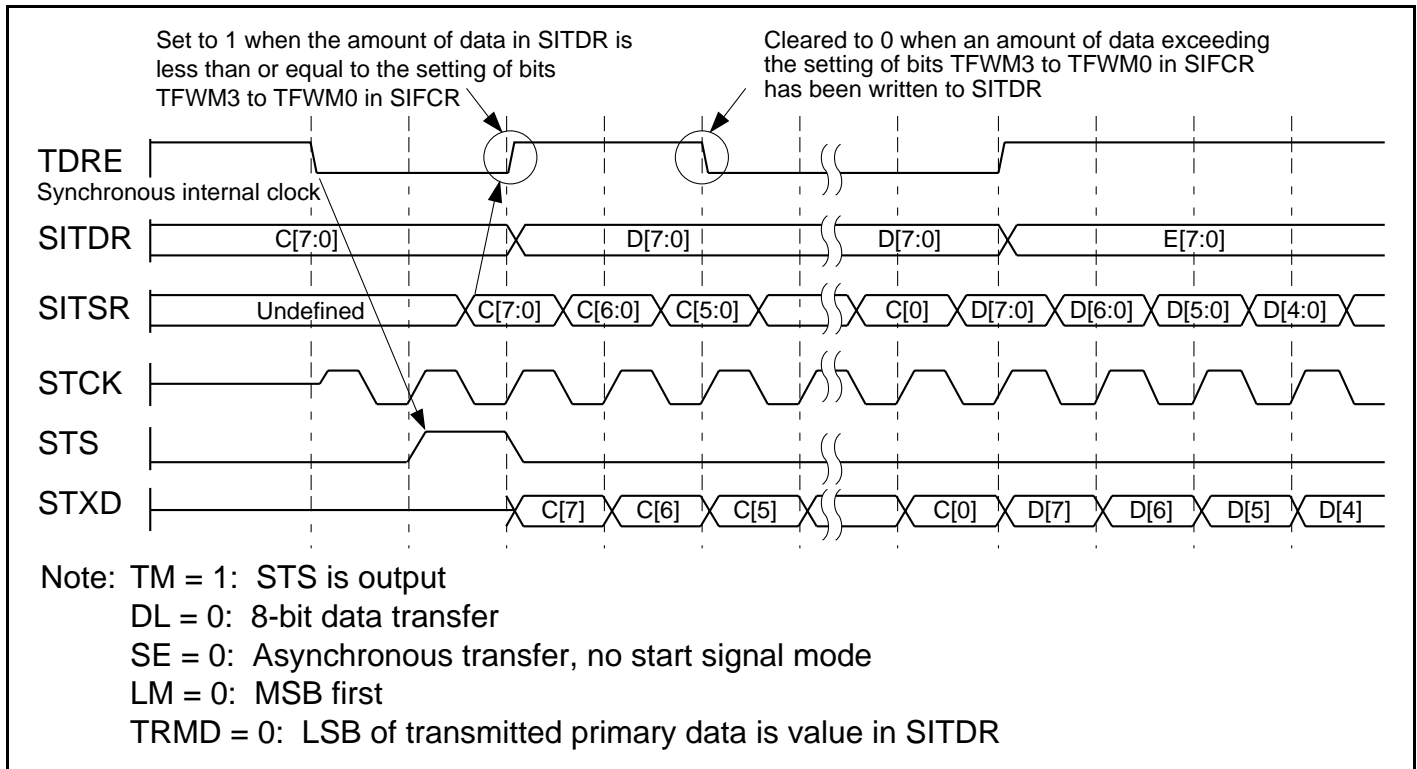 Set to 1 when the amount of data in SITDR is
less than or equal to the setting of bits
TFWM3 to TFWM0 in SIFCR
Cleared to 0 when an amount of data exceeding
the setting of bits TFWM3 to TFWM0 in SIFCR
has been written to SITDR
TDRE
Synchronous internal clock
SITDR C[7:0] D[7:0] D[7:0] E[7:0]
SITSR Undefined C[7:0] C[6:0] C[5:0] C[0] D[7:0] D[6:0] D[5:0] D[4:0]
STCK
STS
STXD C[7] C[6] C[5] C[0] D[7] D[6] D[5] D[4]
Note: TM = 1: STS is output
DL = 0: 8-bit data transfer
SE = 0: Asynchronous transfer, no start signal mode
LM = 0: MSB first
TRMD = 0: LSB of transmitted primary data is value in SITDR